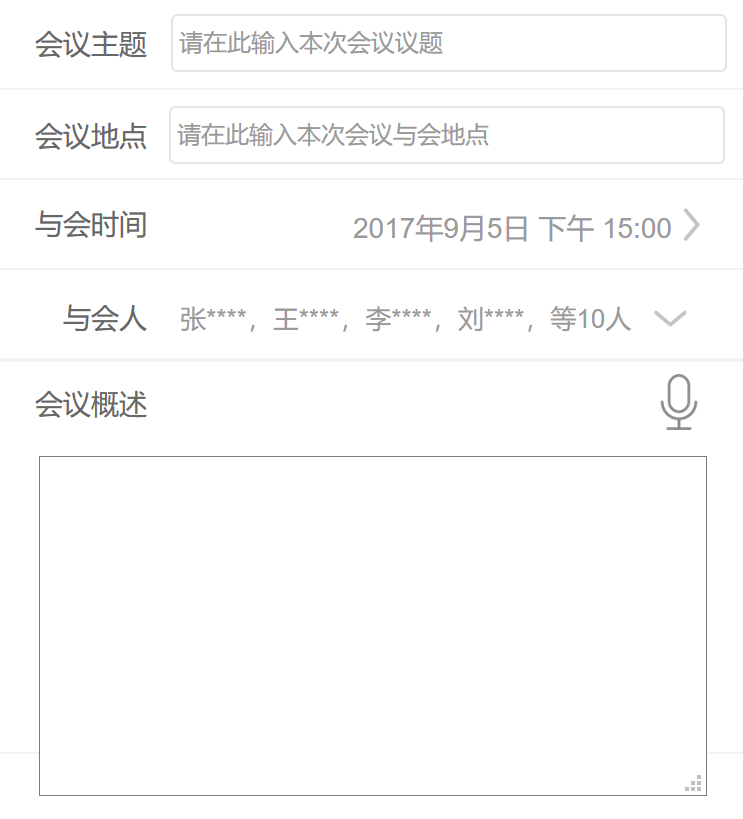 会议主题 请在此输入本次会议议题
会议地点 请在此输入本次会议与会地点
与会时间 2017年9月5日 下午 15:00
与会人 张****，王****，李****，刘****，等10人
会议概述